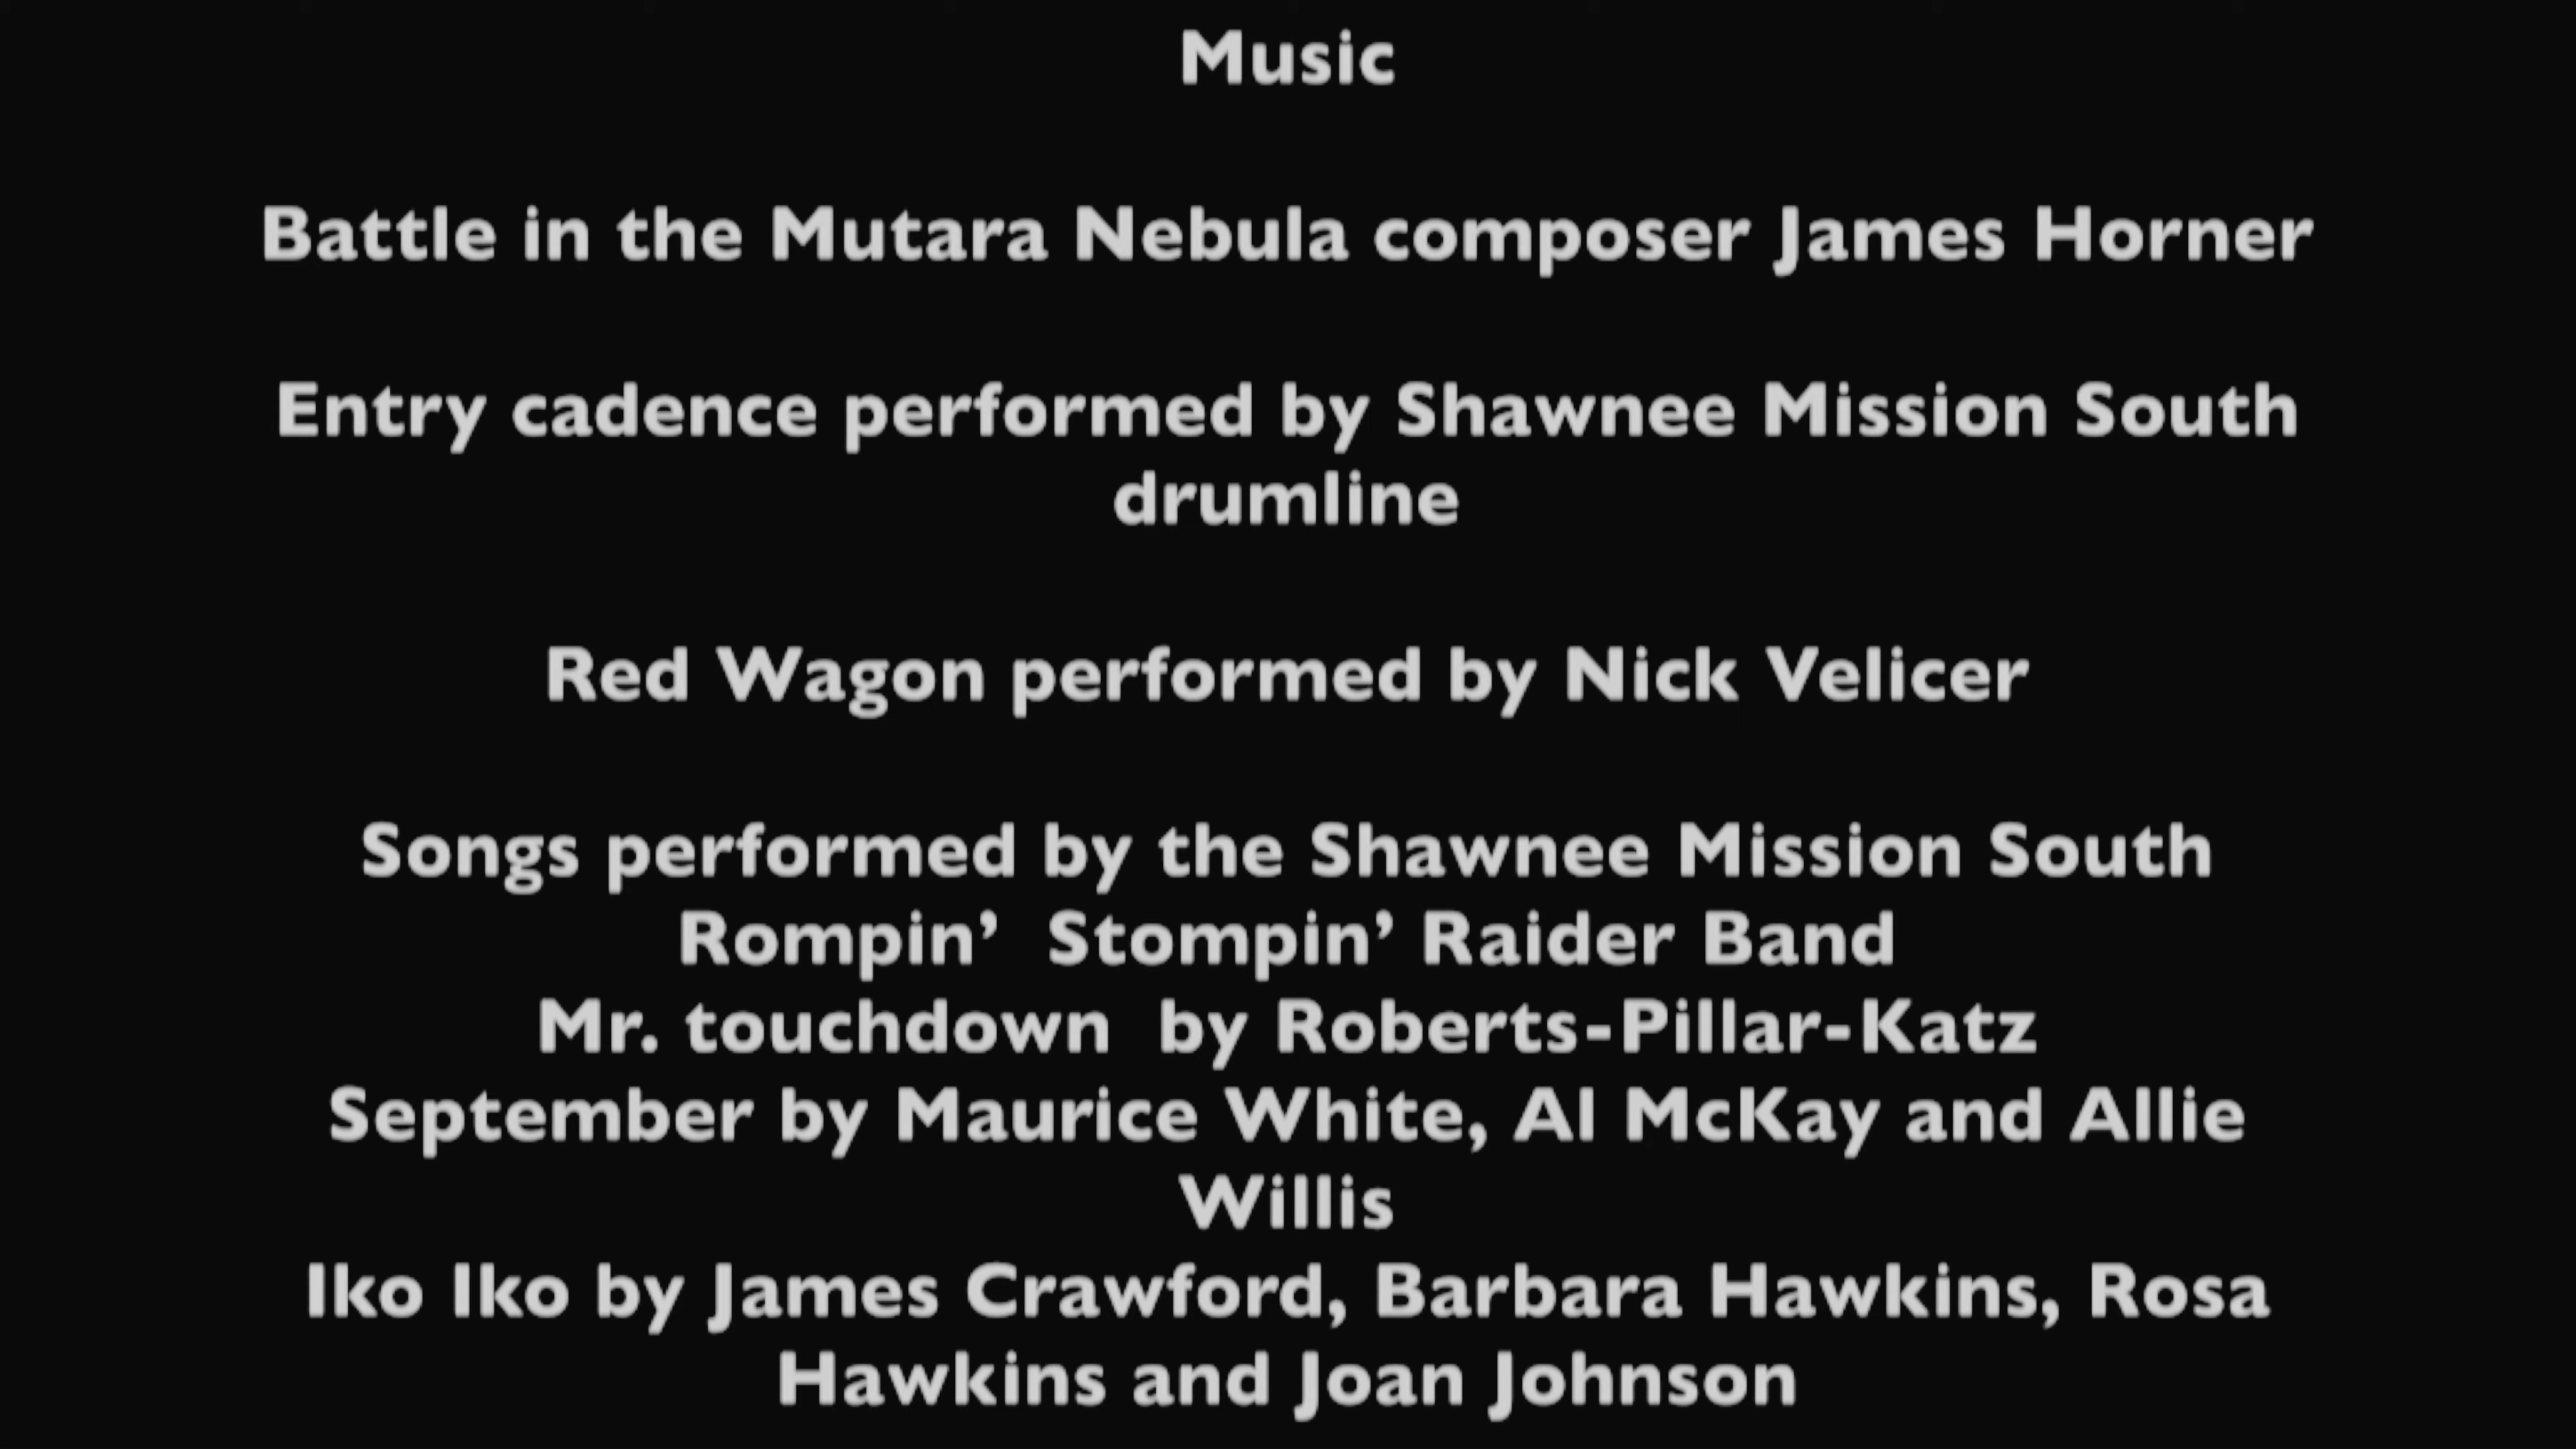 Music
Battle in the Mutara Nebula composer James Horner
Entry cadence performed by Shawnee Mission South
drumline
Red Wagon performed by Nick Velicer
Songs performed by the Shawnee Mission South
Rompin’  Stompin’ Raider Band
Mr. touchdown  by Roberts-Pillar-Katz
September by Maurice White, Al McKay and Allie
Willis
Iko Iko by James Crawford, Barbara Hawkins, Rosa
Hawkins and Joan Johnson